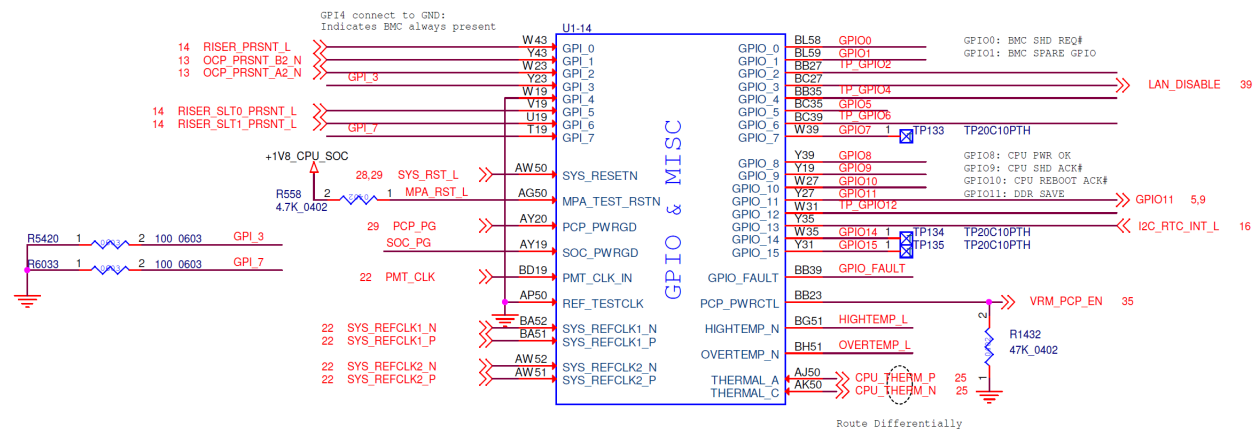 GPI4 connect to GND:
Indicates BMC always present
U1-14
GPIO & MISC
14 RISER_PRSNT_L W43 GPI_0
13 OCP_PRSNT_B2_N Y43 GPI_1
13 OCP_PRSNT_A2_N W23 GPI_2
GPI_3 Y23 GPI_3
W19 GPI_4
14 RISER_SLT0_PRSNT_L V19 GPI_5
14 RISER_SLT1_PRSNT_L U19 GPI_6
GPI_7 T19 GPI_7
+1V8_CPU_SOC
28,29 SYS_RST_L AW50 SYS_RESETN
R558 2 1 MPA_RST_L AG50 MPA_TEST_RSTN
4.7K_0402
29 PCP_PG AY20 PCP_PWRGD
R5420 1 2 100 0603 GPI_3
SOC_PG AY19 SOC_PWRGD
R6033 1 2 100 0603 GPI_7
22 PMT_CLK BD19 PMT_CLK_IN
AP50 REF_TESTCLK
22 SYS_REFCLK1_N BA52 SYS_REFCLK1_N
22 SYS_REFCLK1_P BA51 SYS_REFCLK1_P
22 SYS_REFCLK2_N AW52 SYS_REFCLK2_N
22 SYS_REFCLK2_P AW51 SYS_REFCLK2_P
GPIO_0 BL58 GPIO0 GPIO0: BMC SHD REQ#
GPIO_1 BL59 GPIO1 GPIO1: BMC SPARE GPIO
GPIO_2 BB27 TP_GPIO2
GPIO_3 BC27 LAN_DISABLE 39
GPIO_4 BB35 TP_GPIO4
GPIO_5 BC35 GPIO5
GPIO_6 BC39 TP_GPIO6
GPIO_7 W39 GPIO7 1 TP133 TP20C10PTH
GPIO_8 Y39 GPIO8 GPIO8: CPU PWR OK
GPIO_9 Y19 GPIO9 GPIO9: CPU SHD ACK#
GPIO_10 W27 GPIO10 GPIO10: CPU REBOOT ACK#
GPIO_11 Y27 GPIO11 GPIO11: DDR SAVE GPIO11 5,9
GPIO_12 W31 TP_GPIO12
GPIO_13 Y35 I2C_RTC_INT_L 16
GPIO_14 W35 GPIO14 1 TP134 TP20C10PTH
GPIO_15 Y31 GPIO15 1 TP135 TP20C10PTH
GPIO_FAULT BB39 GPIO_FAULT
PCP_PWRCTL BB23 VRM_PCP_EN 35
HIGHTEMP_N BG51 HIGHTEMP_L
2 R1432
1 47K_0402
OVERTEMP_N BH51 OVERTEMP_L
THERMAL_A AJ50 CPU_THERM_P 25
THERMAL_C AK50 CPU_THERM_N 25
Route Differentially